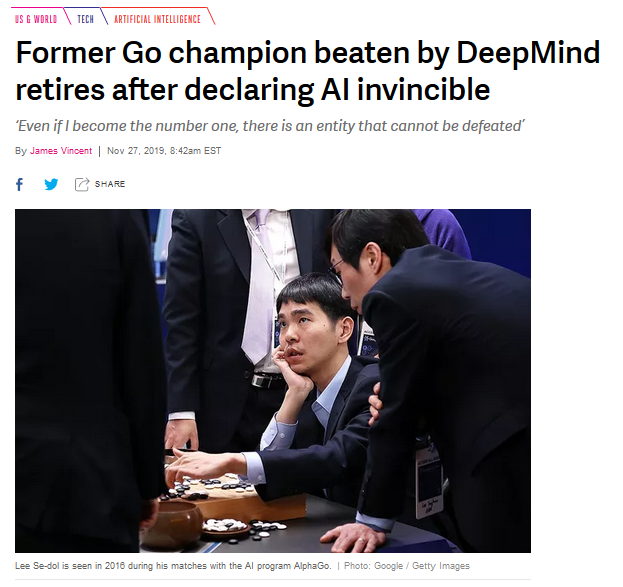 US & WORLD TECH ARTIFICIAL INTELLIGENCE
Former Go champion beaten by DeepMind
retires after declaring AI invincible
‘Even if I become the number one, there is an entity that cannot be defeated’
By James Vincent | Nov 27, 2019, 8:42am EST
SHARE
Lee Se-dol is seen in 2016 during his matches with the AI program AlphaGo. | Photo: Google / Getty Images